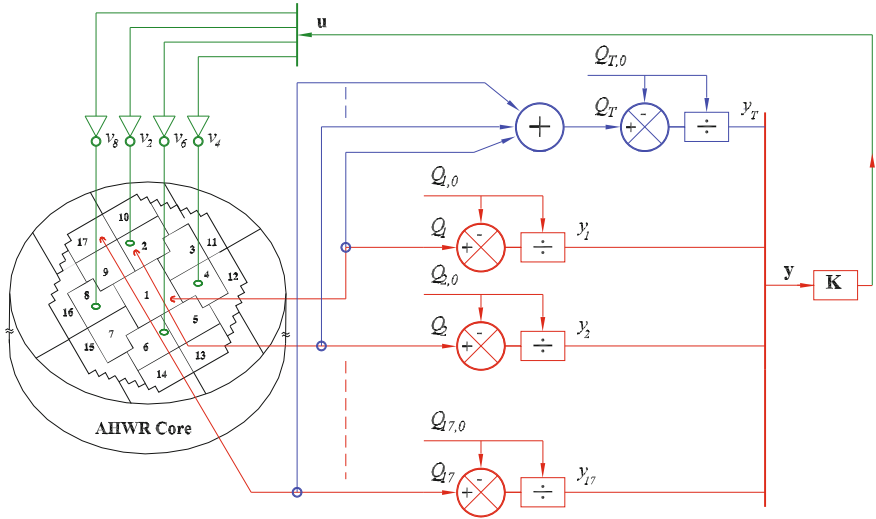 u
Q_{T,0}
Q_T
-
+
+
÷
y_T
v_8
v_2
v_6
v_4
Q_{1,0}
Q_1
-
+
÷
y_1
10
17
2
3
11
9
4
12
8
1
16
5
7
6
13
15
14
≈
≈
AHWR Core
Q_{2,0}
Q_2
-
+
÷
y_2
y
K
Q_{17,0}
Q_{17}
-
+
÷
y_{17}